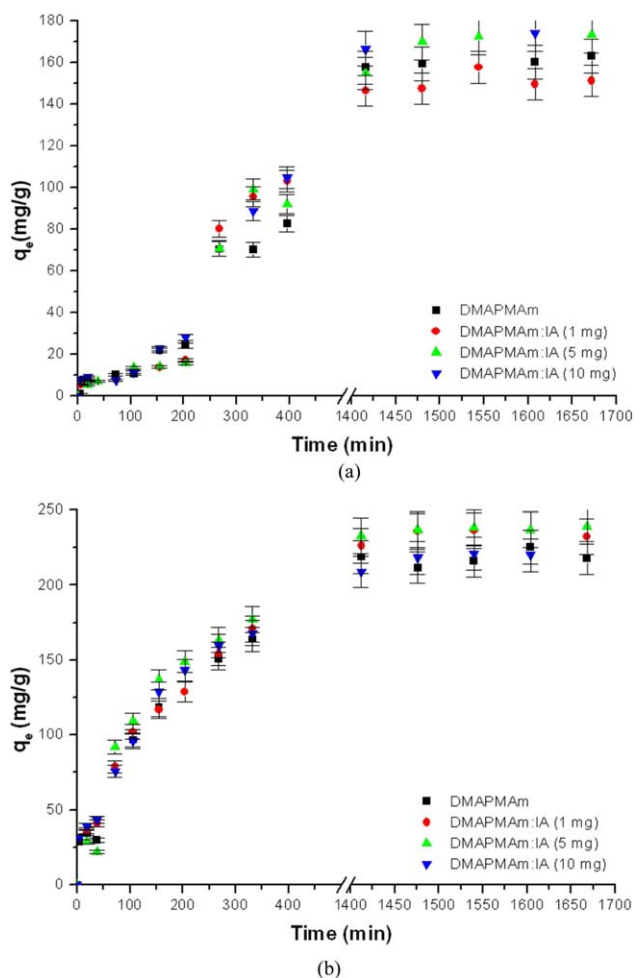 180
160
140
120
100
80
60
40
20
0
qe(mg/g)
DMAPMAm
DMAPMAm:IA (1 mg)
DMAPMAm:IA (5 mg)
DMAPMAm:IA (10 mg)
0 100 200 300 400 1400 1450 1500 1550 1600 1650 1700
Time (min)
(a)
250
200
150
100
50
0
qe (mg/g)
DMAPMAm
DMAPMAm:IA (1 mg)
DMAPMAm:IA (5 mg)
DMAPMAm:IA (10 mg)
0 100 200 300 400 1400 1450 1500 1550 1600 1650 1700
Time (min)
(b)